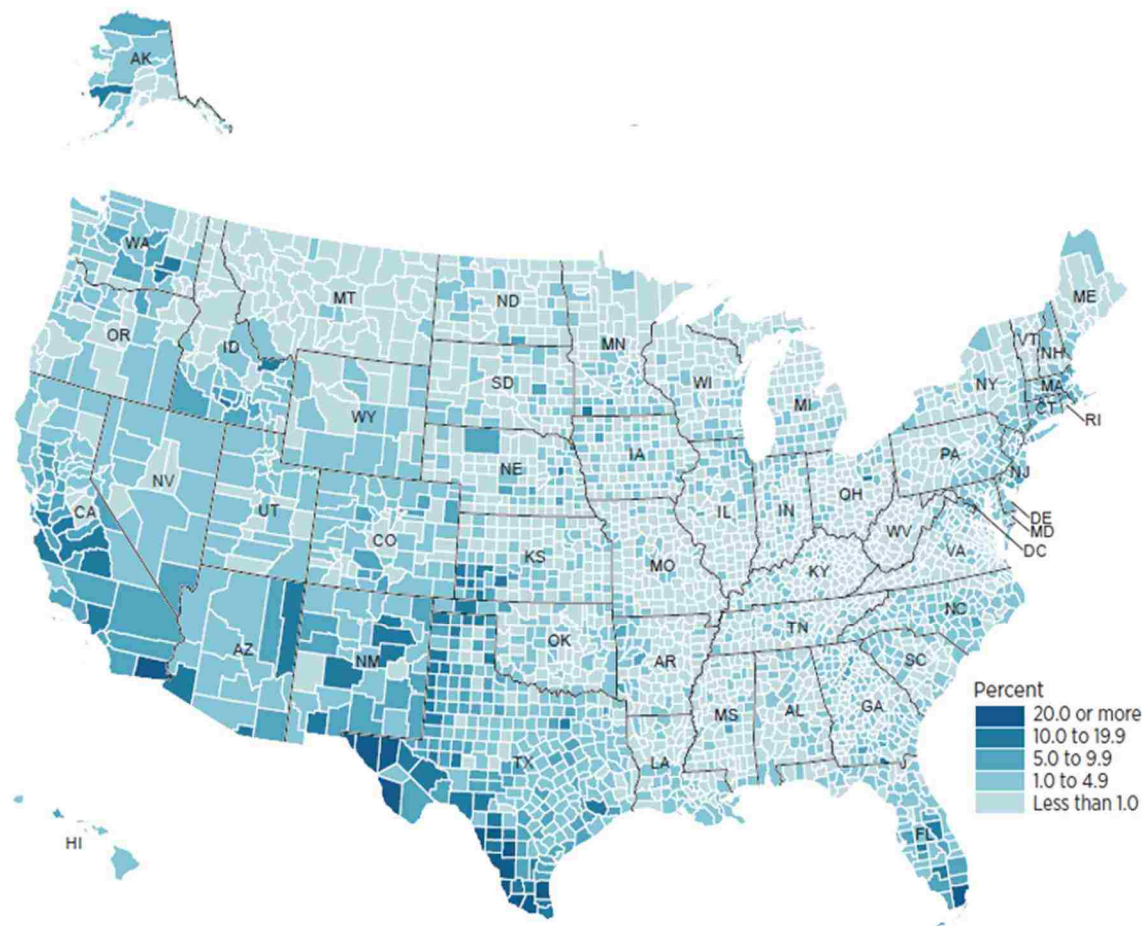 AK
WA
MT
ND
ME
OR
MN
VT
ID
NH
SD
WI
NY
MA
WY
MI
CT
RI
IA
PA
NE
NJ
NV
OH
UT
IL
IN
CA
DE
CO
WV
MD
KS
MO
VA
DC
KY
NC
TN
OK
AZ
NM
AR
SC
Percent
MS
AL
GA
20.0 or more
10.0 to 19.9
TX
LA
5.0 to 9.9
1.0 to 4.9
Less than 1.0
FL
HI